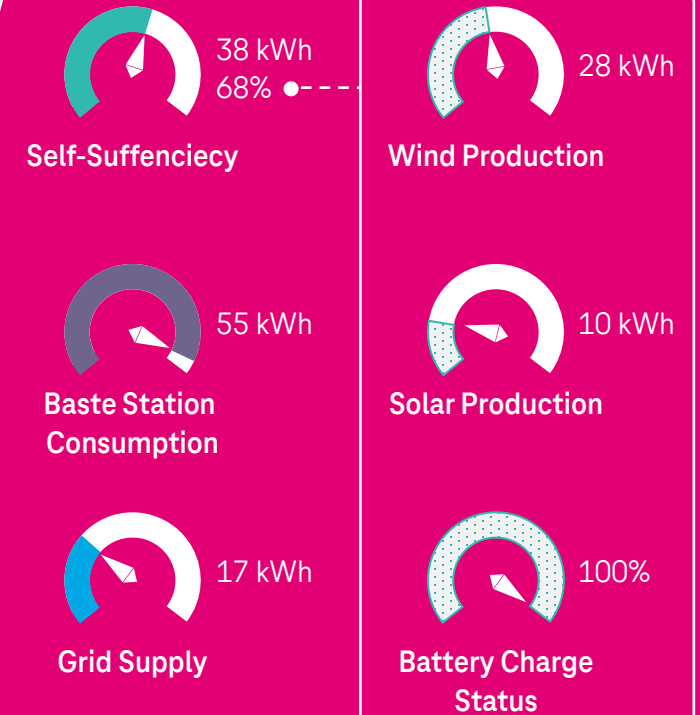 38 kWh
68%
Self-Suffenciecy
55 kWh
Baste Station
Consumption
17 kWh
Grid Supply
28 kWh
Wind Production
10 kWh
Solar Production
100%
Battery Charge
Status